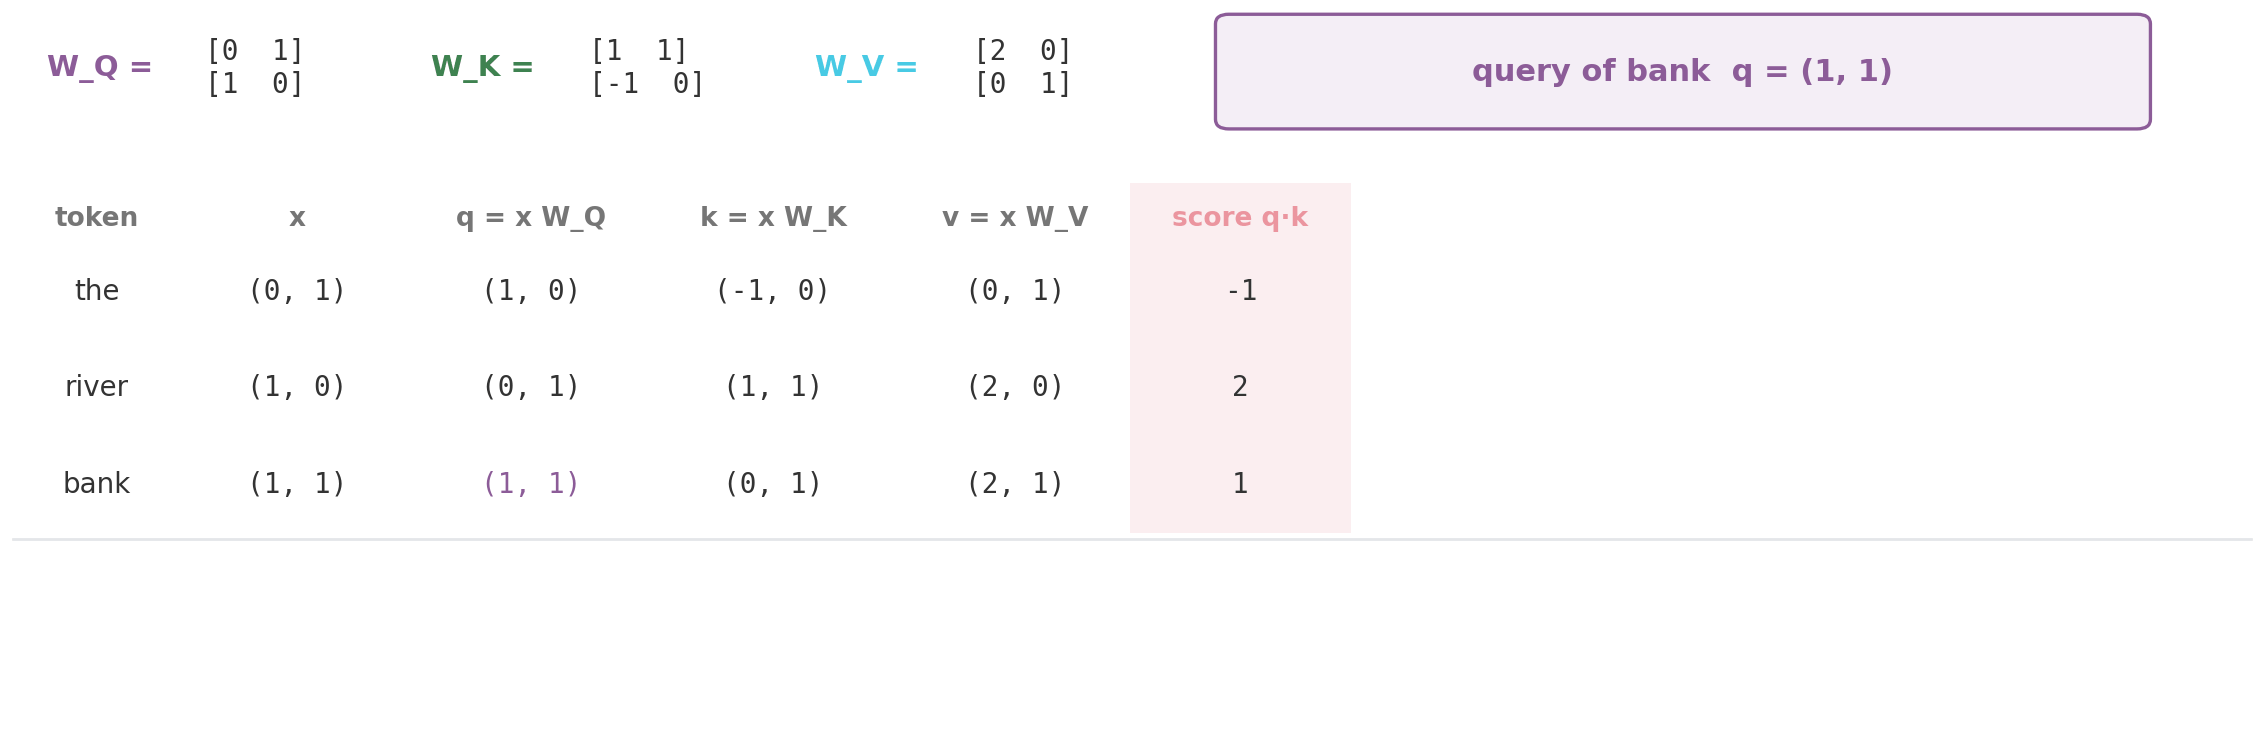 W_Q = [0  1]
[1  0]
W_K = [1  1]
[-1  0]
W_V = [2  0]
[0  1]
query of bank  q = (1, 1)
token x q = x W_Q k = x W_K v = x W_V score q·k
the (0, 1) (1, 0) (-1, 0) (0, 1) -1
river (1, 0) (0, 1) (1, 1) (2, 0) 2
bank (1, 1) (1, 1) (0, 1) (2, 1) 1